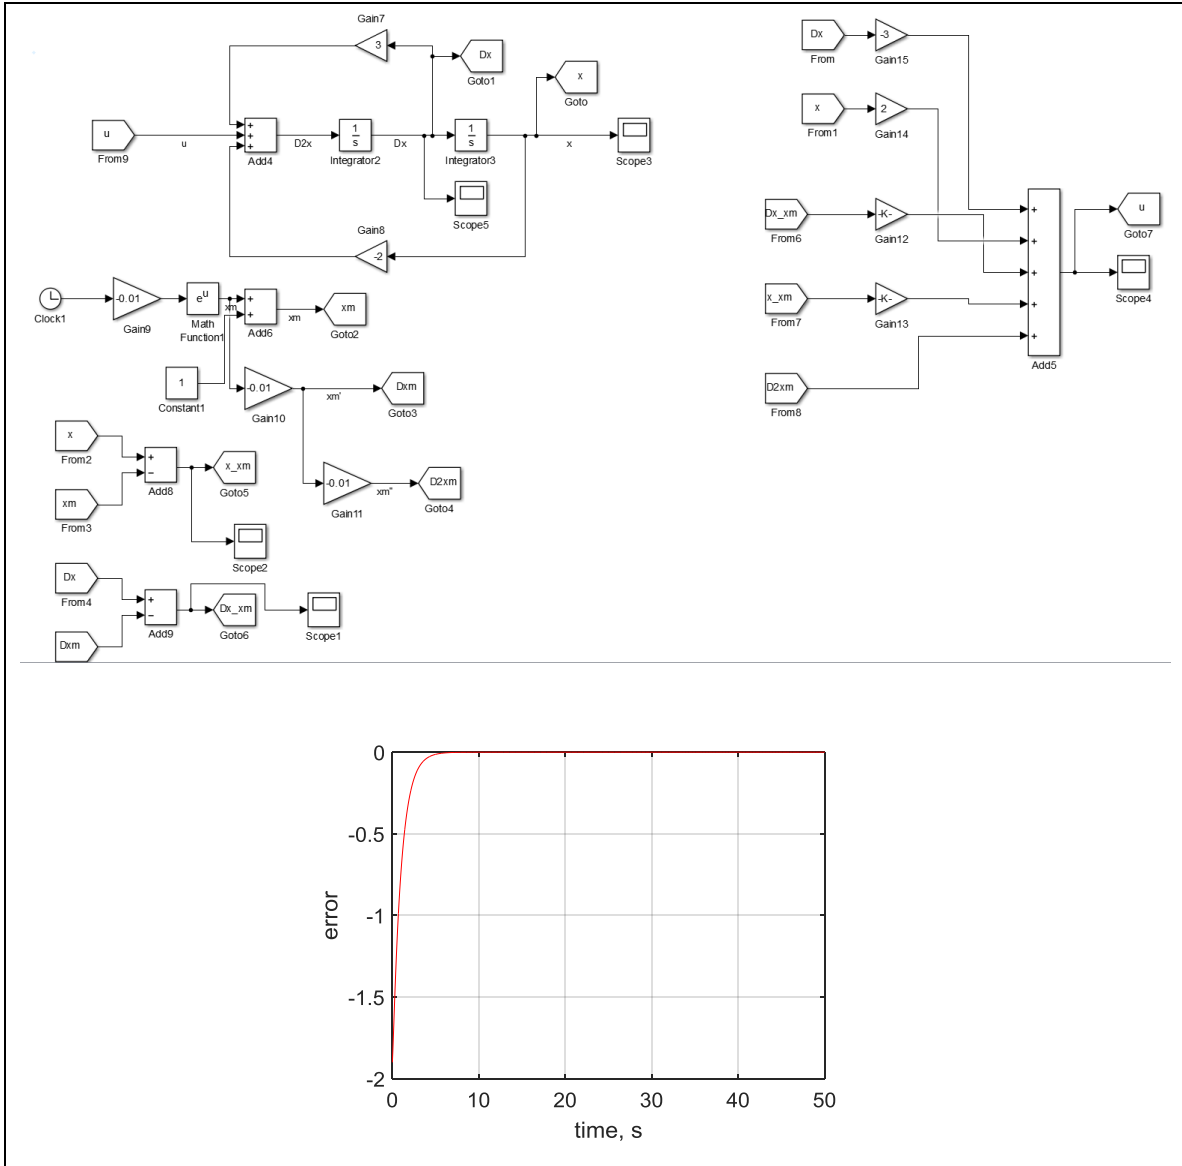 Gain7
3
Dx
Goto1
x
Goto
u
From9
u
+
+
+
Add4
D2x
1
s
Integrator2
Dx
1
s
Integrator3
x
Scope3
Scope5
Gain8
-2
Clock1
-0.01
Gain9
eu
Math
Function1
xm
+
+
Add6
xm
xm
Goto2
1
Constant1
-0.01
Gain10
xm'
Dxm
Goto3
-0.01
Gain11
xm"
D2xm
Goto4
x
From2
xm
From3
+
−
Add8
x_xm
Goto5
Scope2
Dx
From4
Dxm
+
−
Add9
Dx_xm
Goto6
Scope1
Dx
From
-3
Gain15
x
From1
2
Gain14
Dx_xm
From6
-K-
Gain12
x_xm
From7
-K-
Gain13
D2xm
From8
+
+
+
+
+
Add5
u
Goto7
Scope4
0
-0.5
-1
-1.5
-2
error
0 10 20 30 40 50
time, s